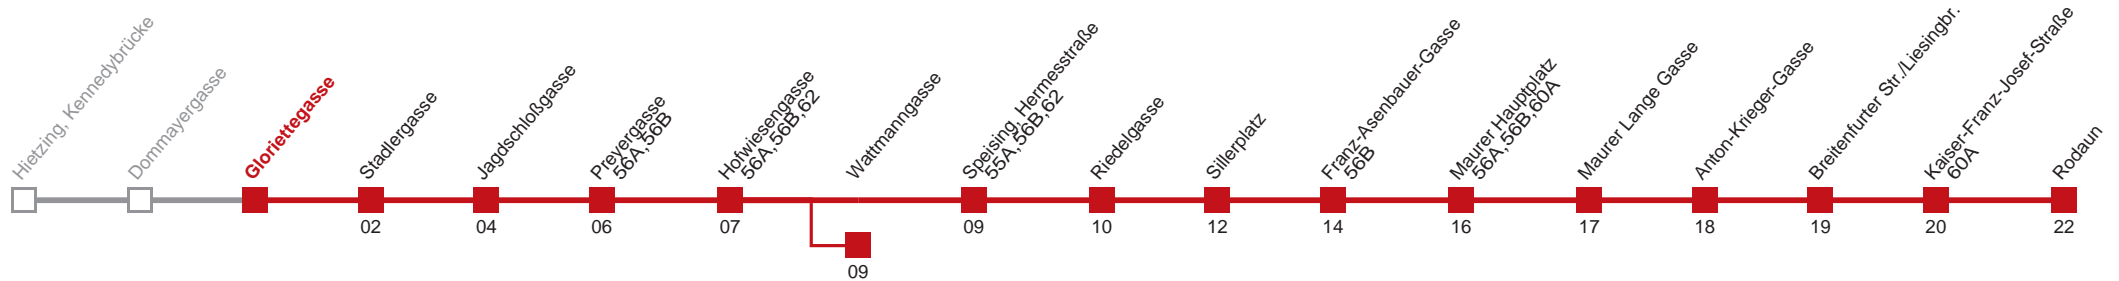 Hietzing, Kennedybrücke
Dommayergasse
Gloriettegasse
Stadlergasse
02
Jagdschloßgasse
04
Preyergasse
56A,56B
06
Hofwiesengasse
56A,56B,62
07
Wattmanngasse
09
Speising, Hermesstraße
55A,56B,62
09
Riedelgasse
10
Sillerplatz
12
Franz-Asenbauer-Gasse
56B
14
Maurer Hauptplatz
56A,56B,60A
16
Maurer Lange Gasse
17
Anton-Krieger-Gasse
18
Breitenfurter Str./Liesingbr.
19
Kaiser-Franz-Josef-Straße
60A
20
Rodaun
22